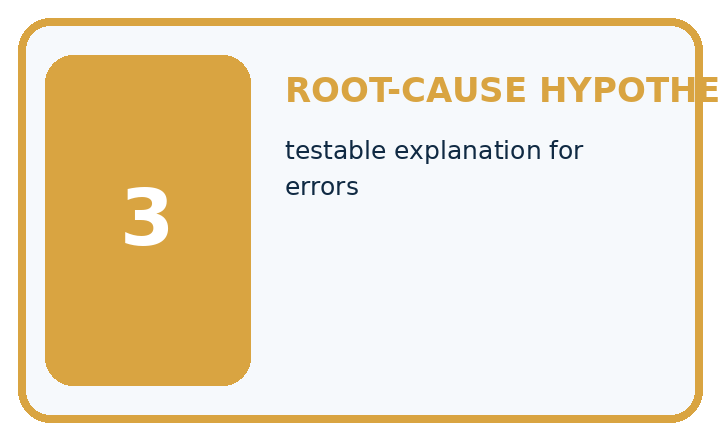 3
ROOT-CAUSE HYPOTHE
testable explanation for
errors